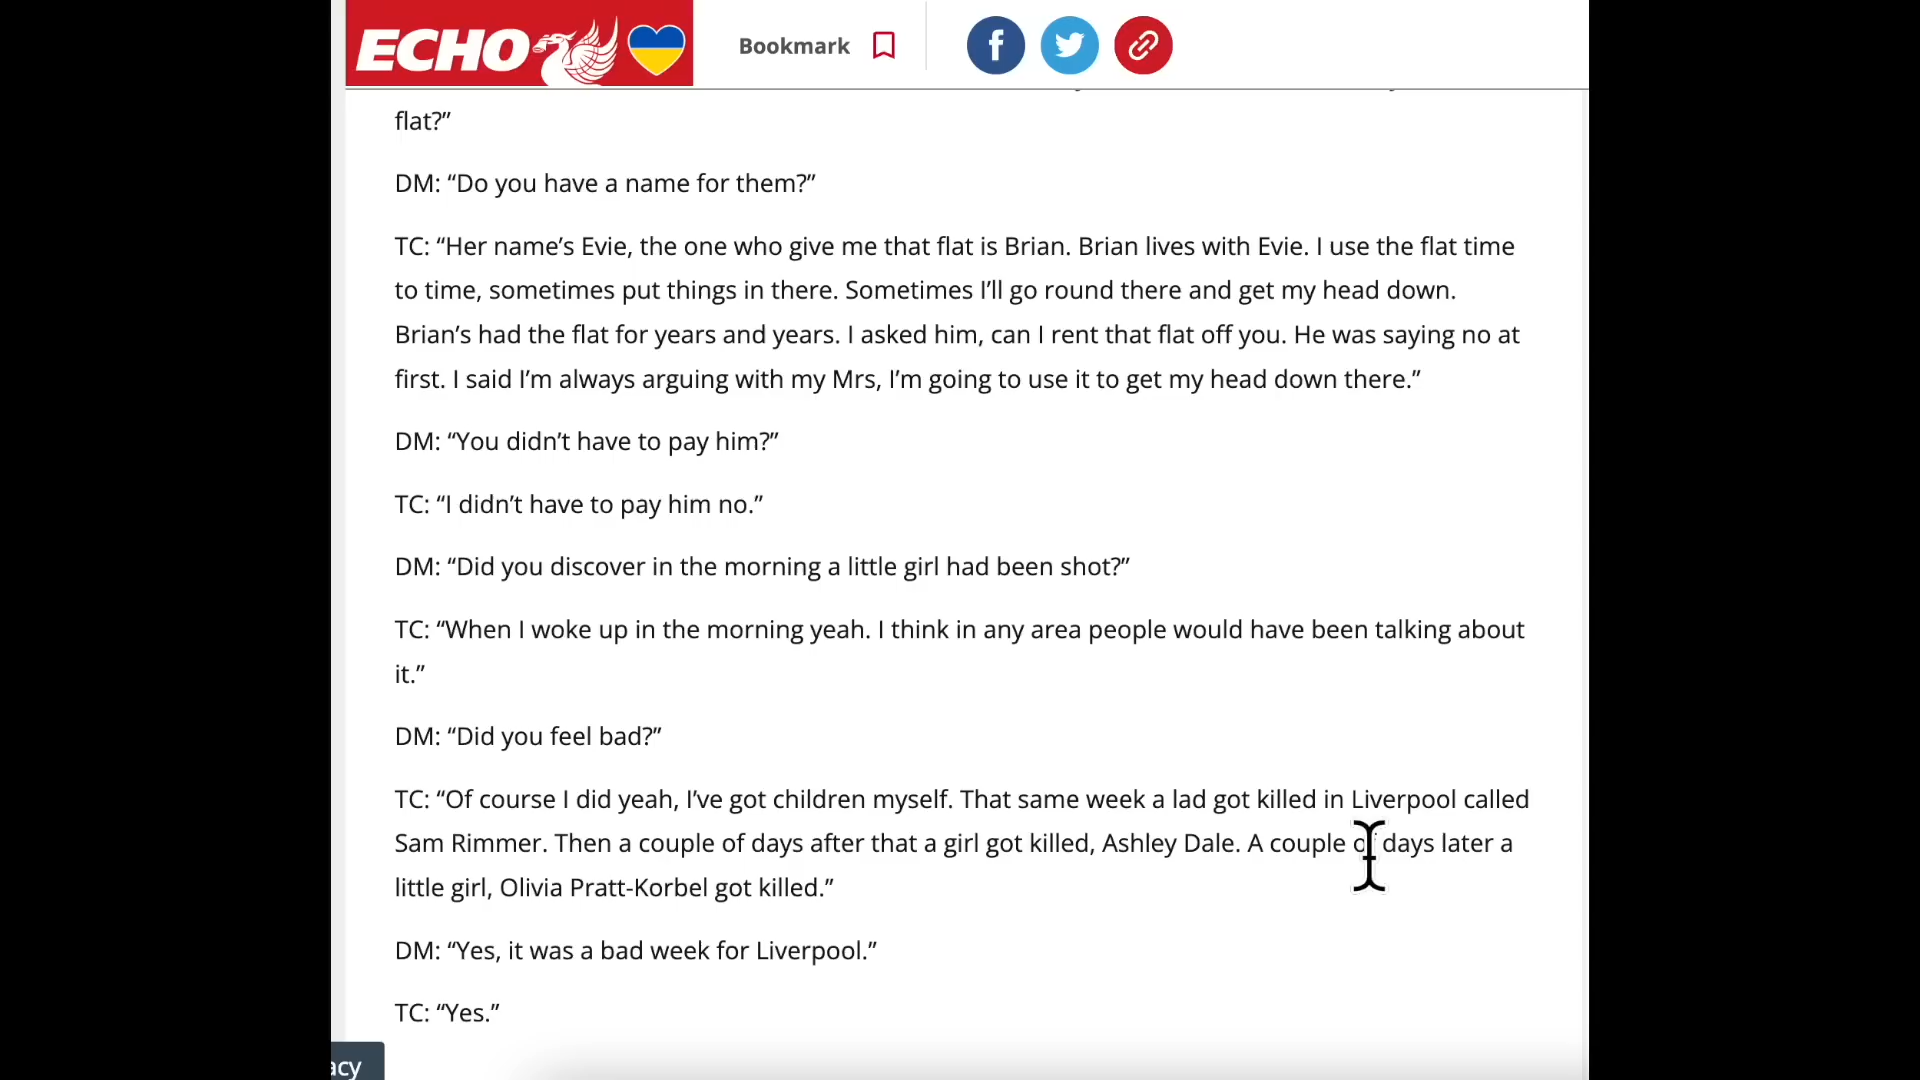 ECHO
Bookmark
flat?”
DM: “Do you have a name for them?”
TC: “Her name’s Evie, the one who give me that flat is Brian. Brian lives with Evie. I use the flat time
to time, sometimes put things in there. Sometimes I’ll go round there and get my head down.
Brian’s had the flat for years and years. I asked him, can I rent that flat off you. He was saying no at
first. I said I’m always arguing with my Mrs, I’m going to use it to get my head down there.”
DM: “You didn’t have to pay him?”
TC: “I didn’t have to pay him no.”
DM: “Did you discover in the morning a little girl had been shot?”
TC: “When I woke up in the morning yeah. I think in any area people would have been talking about
it.”
DM: “Did you feel bad?”
TC: “Of course I did yeah, I’ve got children myself. That same week a lad got killed in Liverpool called
Sam Rimmer. Then a couple of days after that a girl got killed, Ashley Dale. A couple of days later a
little girl, Olivia Pratt-Korbel got killed.”
DM: “Yes, it was a bad week for Liverpool.”
TC: “Yes.”
acy